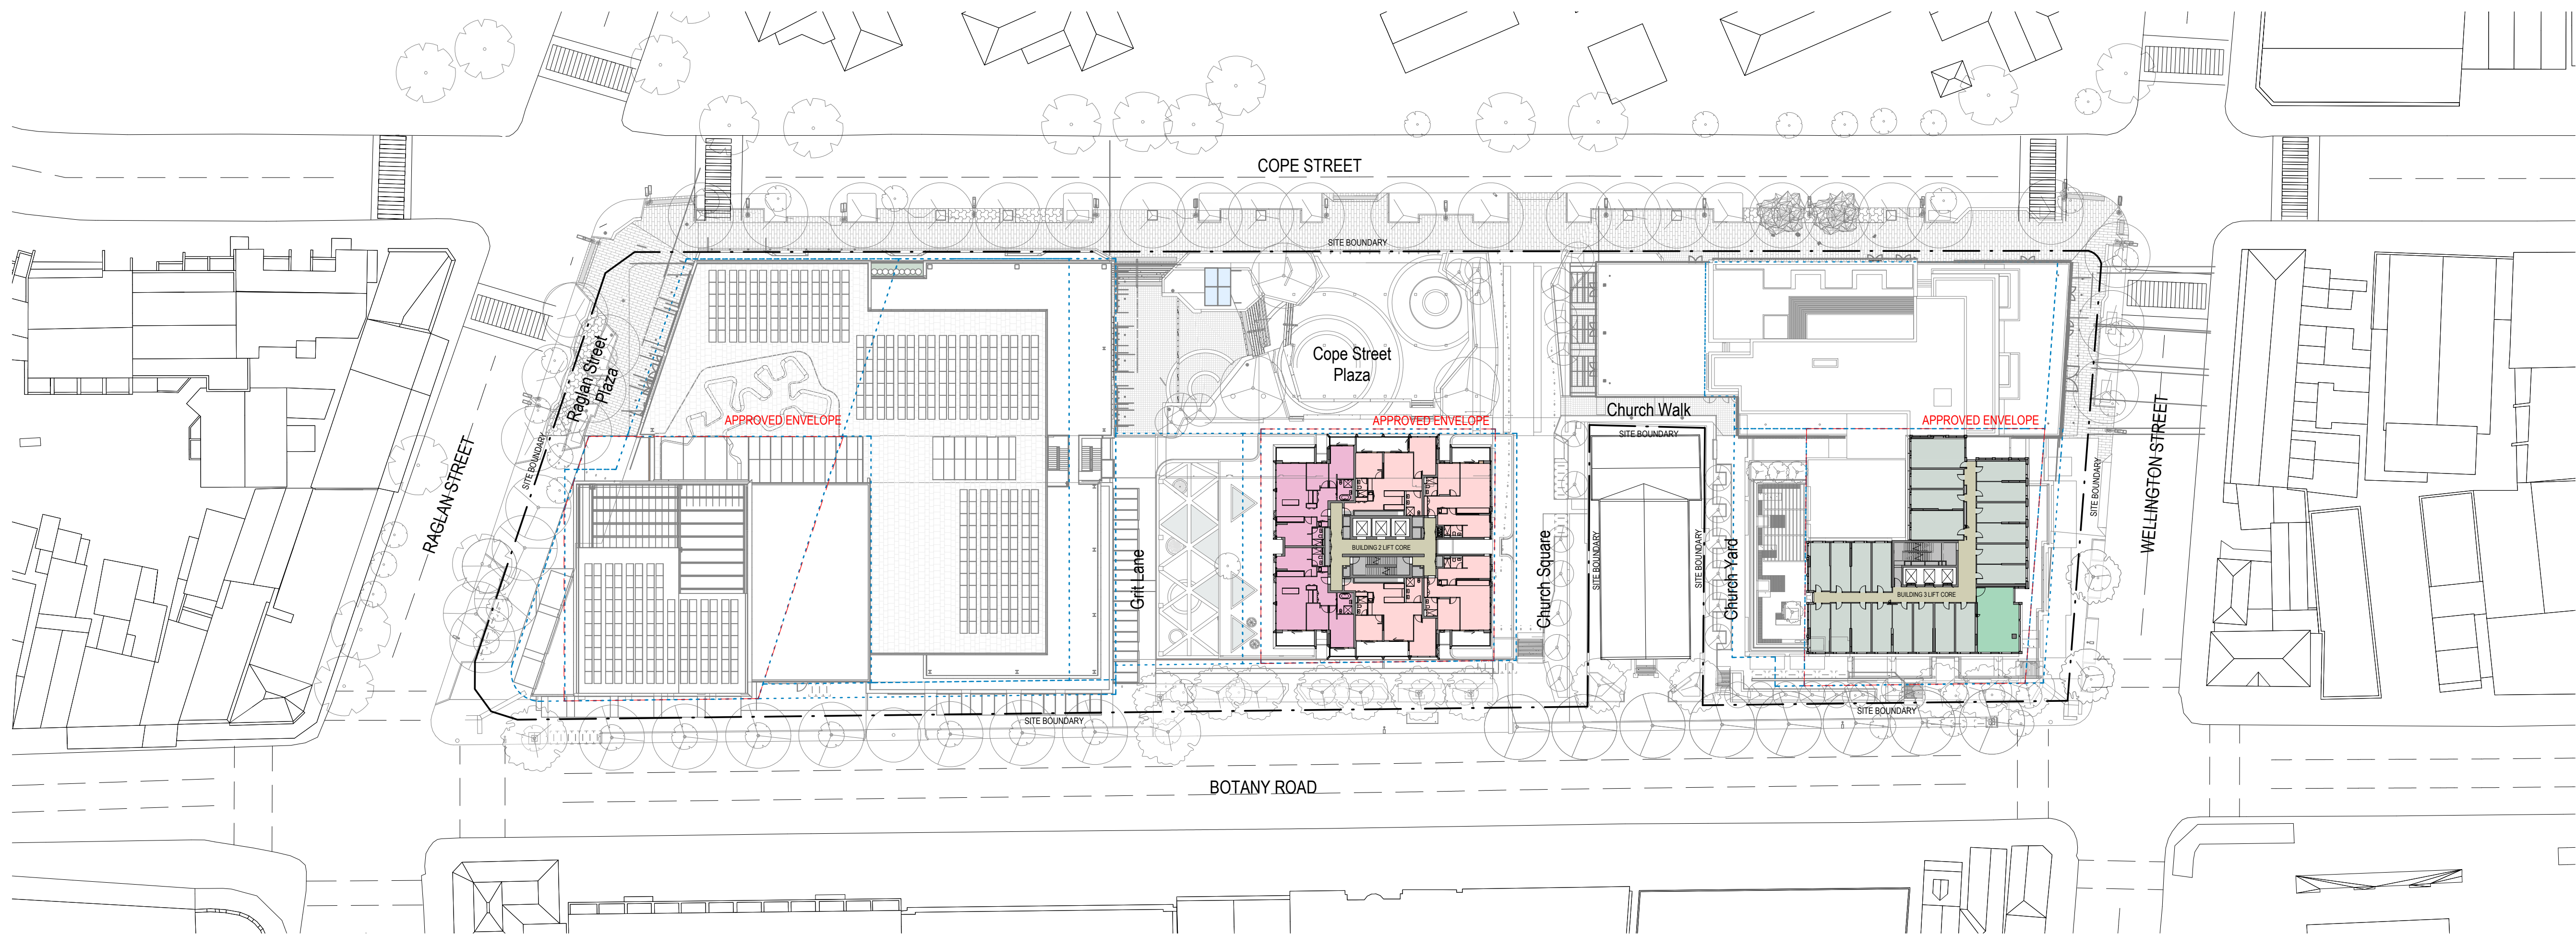 COPE STREET
SITE BOUNDARY
Raglan Street
Plaza
Cope Street
Plaza
Church Walk
APPROVED ENVELOPE
APPROVED ENVELOPE
APPROVED ENVELOPE
SITE BOUNDARY
SITE BOUNDARY
RAGLAN STREET
WELLINGTON STREET
SITE BOUNDARY
BUILDING 2 LIFT CORE
Grit Lane
Church Square
SITE BOUNDARY
SITE BOUNDARY
Church Yard
BUILDING 3 LIFT CORE
SITE BOUNDARY
SITE BOUNDARY
BOTANY ROAD